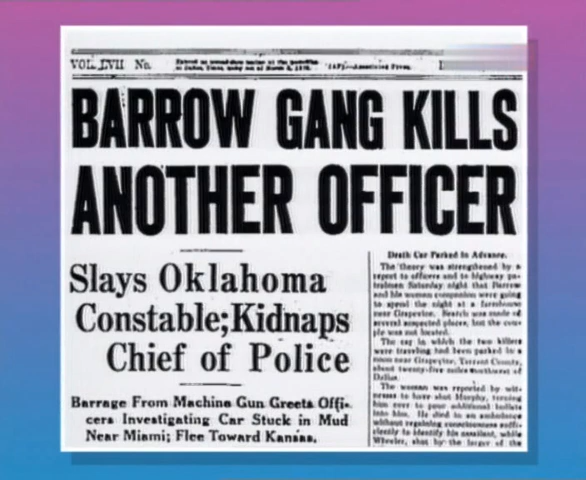 VOL. LVII No.
BARROW GANG KILLS
ANOTHER OFFICER
Slays Oklahoma
Constable; Kidnaps
Chief of Police
Barrage From Machine Gun Greets Offi-
cers Investigating Car Stuck in Mud
Near Miami; Flee Toward Kansas.
Death Car Parked in Advance.
The theory was strengthened by a
report to officers and to highway pa-
trolmen Saturday night that Barrow
and his woman companion were going
to spend the night at a farmhouse
near Grapevine. Search was made of
several suspected places, but the cou-
ple was not located.
The car in which the two killers
were traveling had been parked in a
near Grapevine, Tarrant County,
about twenty-five miles northwest of
Dallas.
The woman was reported by wit-
nesses to have shot Murphy, turning
him over to pour additional bullets
into him. He died in an ambulance
without regaining consciousness suffi-
ciently to identify his assailant, while
Wheeler, shot by the larger of the